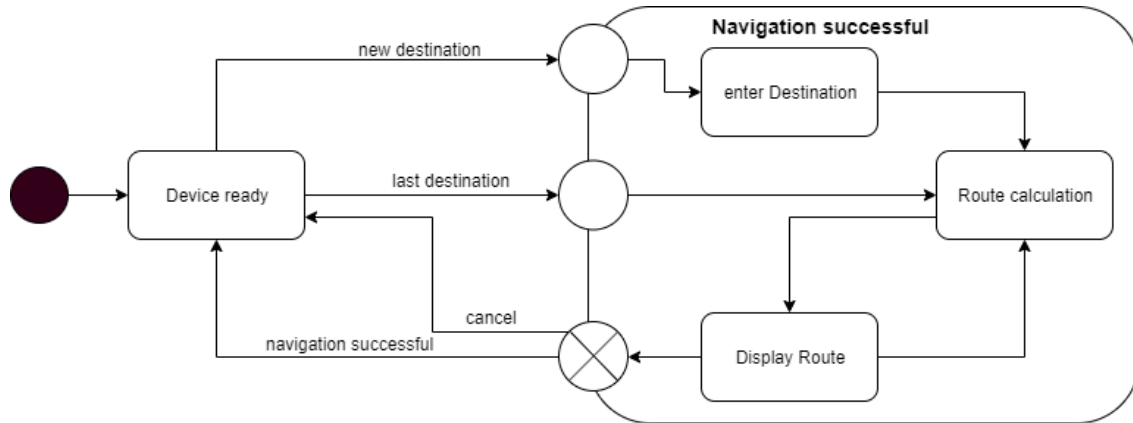 Navigation successful
new destination
enter Destination
Device ready
last destination
Route calculation
cancel
navigation successful
Display Route